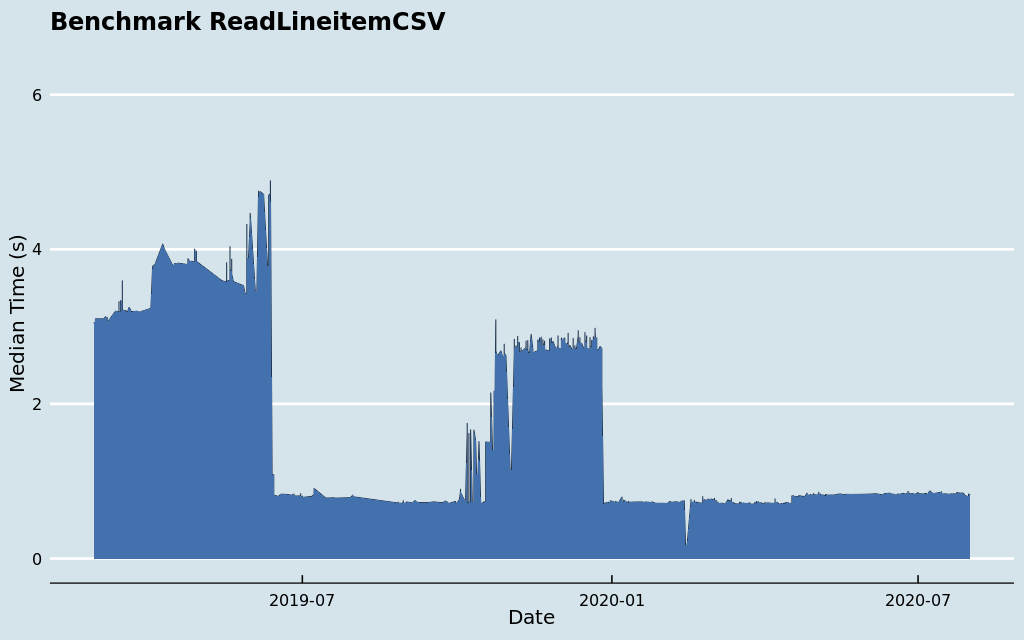 Benchmark ReadLineitemCSV
6
4
2
0
Median Time (s)
2019-07
2020-01
2020-07
Date